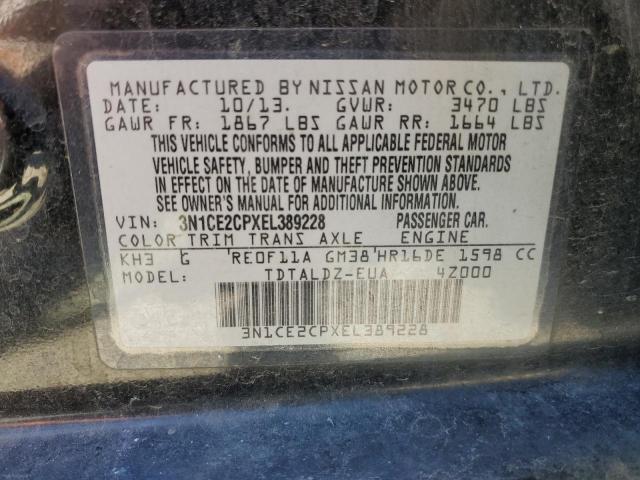 MANUFACTURED BY NISSAN MOTOR CO., LTD.
DATE: 10/13. GVWR: 3470 LBS
GAWR FR: 1867 LBS GAWR RR: 1664 LBS
THIS VEHICLE CONFORMS TO ALL APPLICABLE FEDERAL MOTOR
VEHICLE SAFETY, BUMPER AND THEFT PREVENTION STANDARDS
IN EFFECT ON THE DATE OF MANUFACTURE SHOWN ABOVE.
SEE OWNER'S MANUAL FOR ADDITIONAL INFORMATION.
VIN: 3N1CE2CPXEL389228 PASSENGER CAR.
COLOR TRIM TRANS AXLE ENGINE
KH3 G RE0F11A GM38 HR16DE 1598 CC
MODEL: TDTALDZ-EUA 4Z000
3N1CE2CPXEL389228